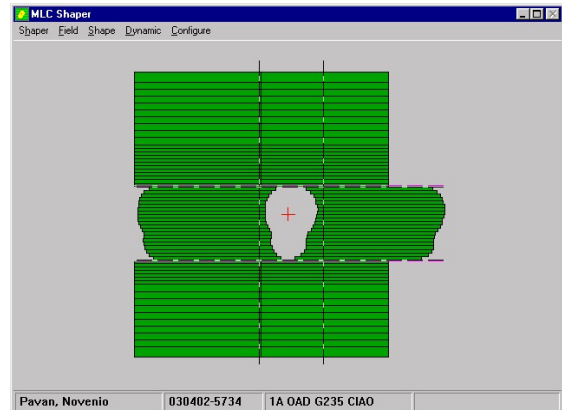 MLC Shaper
Shaper Field Shape Dynamic Configure
Pavan, Novenio 030402-5734 1A OAD G235 CIAO